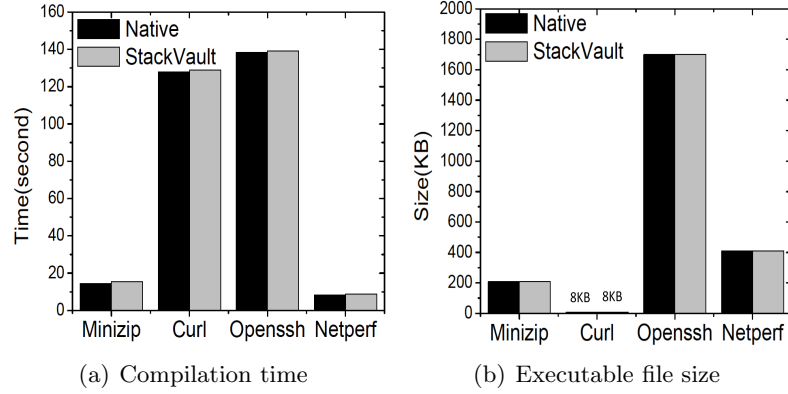 Native
StackVault
Time(second)
160
140
120
100
80
60
40
20
0
Minizip Curl Openssh Netperf
(a) Compilation time
Native
StackVault
Size(KB)
2000
1800
1600
1400
1200
1000
800
600
400
200
0
8KB 8KB
Minizip Curl Openssh Netperf
(b) Executable file size